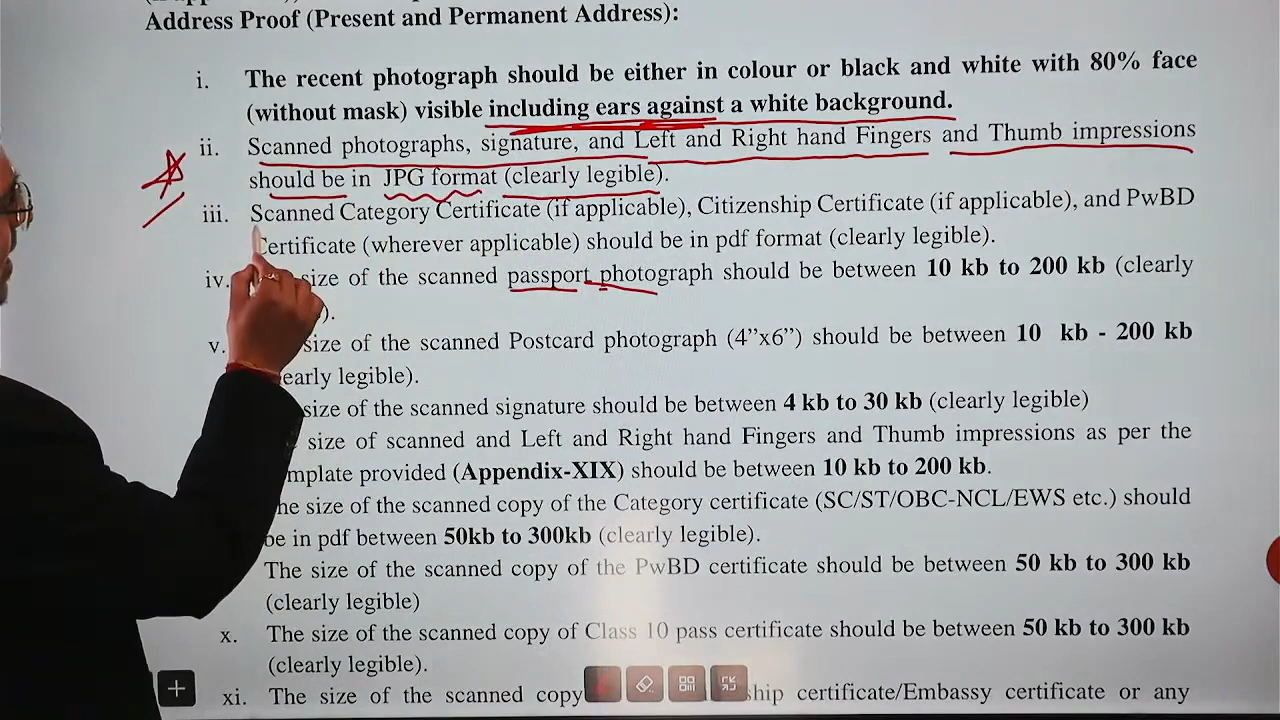 Address Proof (Present and Permanent Address):
i. The recent photograph should be either in colour or black and white with 80% face
(without mask) visible including ears against a white background.
ii. Scanned photographs, signature, and Left and Right hand Fingers and Thumb impressions
should be in JPG format (clearly legible).
iii. Scanned Category Certificate (if applicable), Citizenship Certificate (if applicable), and PwBD
Certificate (wherever applicable) should be in pdf format (clearly legible).
iv. size of the scanned passport photograph should be between 10 kb to 200 kb (clearly
).
v. size of the scanned Postcard photograph (4”x6”) should be between 10 kb - 200 kb
early legible).
size of the scanned signature should be between 4 kb to 30 kb (clearly legible)
size of scanned and Left and Right hand Fingers and Thumb impressions as per the
mplate provided (Appendix-XIX) should be between 10 kb to 200 kb.
he size of the scanned copy of the Category certificate (SC/ST/OBC-NCL/EWS etc.) should
be in pdf between 50kb to 300kb (clearly legible).
The size of the scanned copy of the PwBD certificate should be between 50 kb to 300 kb
(clearly legible)
x. The size of the scanned copy of Class 10 pass certificate should be between 50 kb to 300 kb
(clearly legible).
xi. The size of the scanned copy hip certificate/Embassy certificate or any